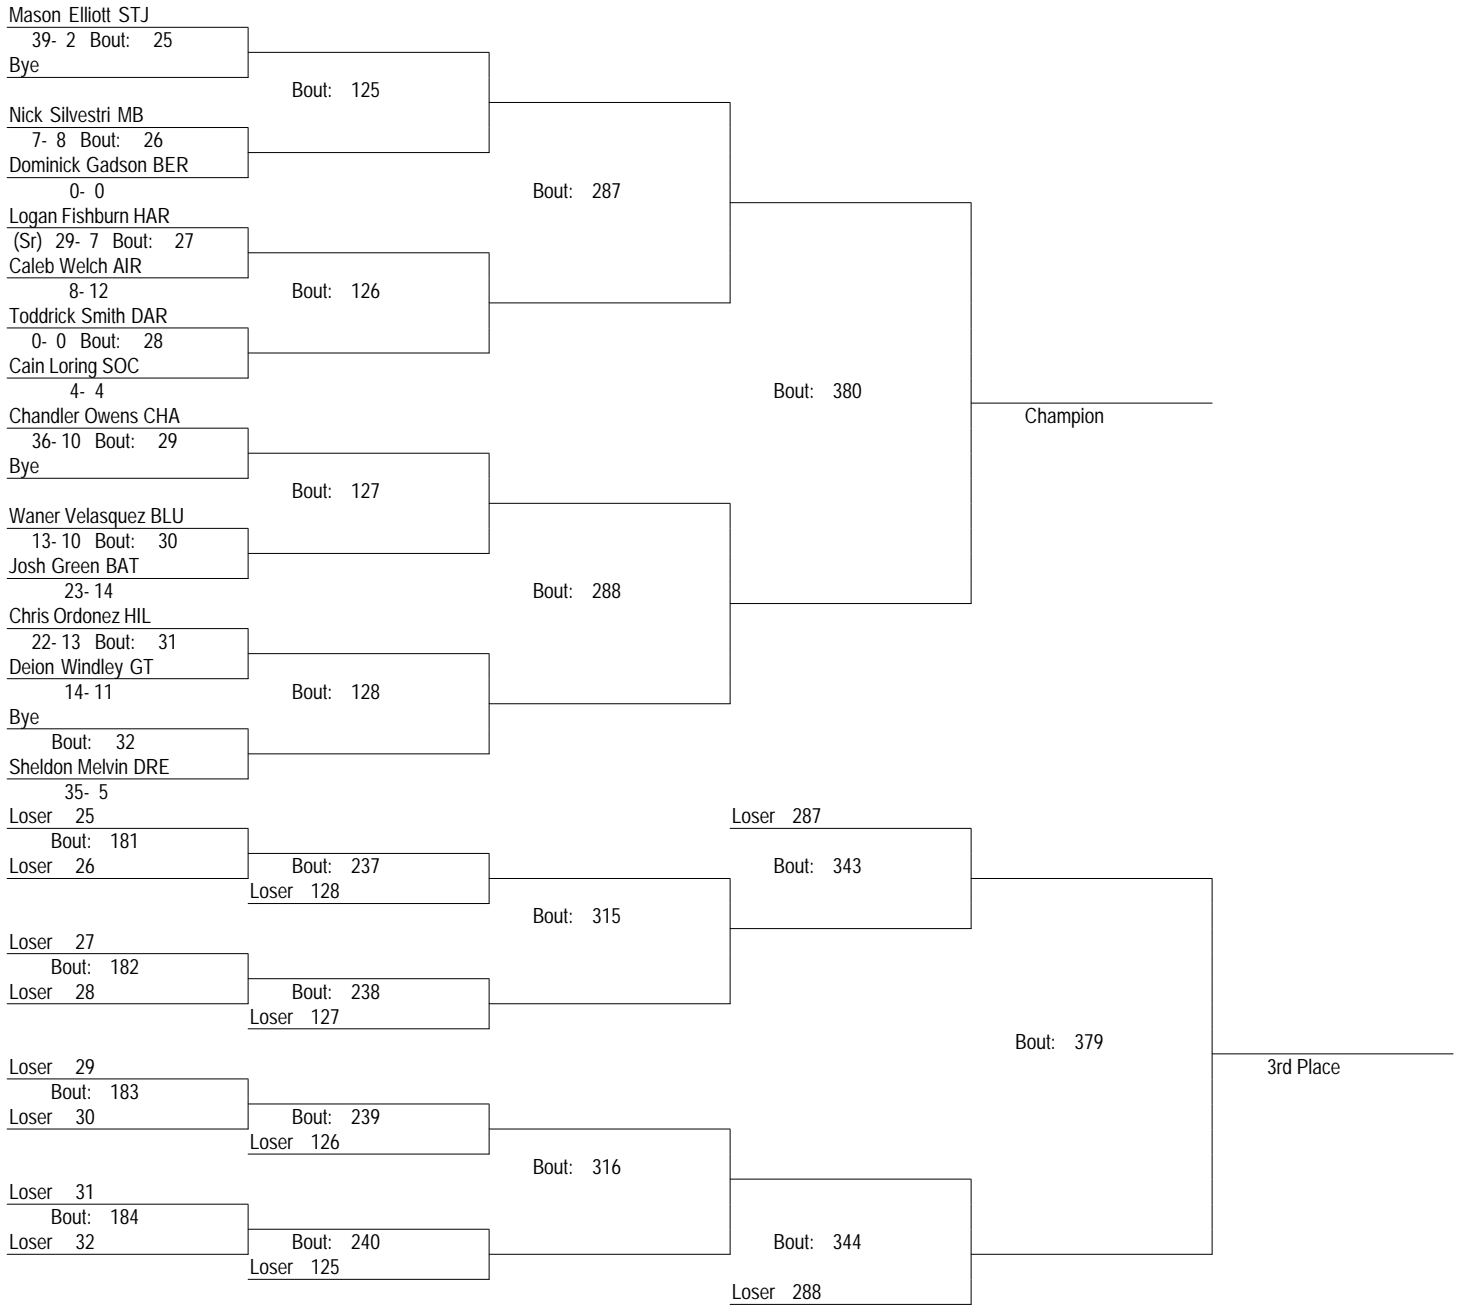 Mason Elliott STJ
39- 2 Bout: 25
Bye
Bout: 125
Nick Silvestri MB
7- 8 Bout: 26
Dominick Gadson BER
0- 0
Bout: 287
Logan Fishburn HAR
(Sr) 29- 7 Bout: 27
Caleb Welch AIR
8- 12
Bout: 126
Toddrick Smith DAR
0- 0 Bout: 28
Cain Loring SOC
4- 4
Bout: 380
Champion
Chandler Owens CHA
36- 10 Bout: 29
Bye
Bout: 127
Waner Velasquez BLU
13- 10 Bout: 30
Josh Green BAT
23- 14
Bout: 288
Chris Ordonez HIL
22- 13 Bout: 31
Deion Windley GT
14- 11
Bout: 128
Bye
Bout: 32
Sheldon Melvin DRE
35- 5
Loser 25
Loser 287
Bout: 181
Loser 26
Bout: 237
Bout: 343
Loser 128
Bout: 315
Loser 27
Bout: 182
Loser 28
Bout: 238
Loser 127
Bout: 379
Loser 29
3rd Place
Bout: 183
Loser 30
Bout: 239
Loser 126
Bout: 316
Loser 31
Bout: 184
Loser 32
Bout: 240
Bout: 344
Loser 125
Loser 288